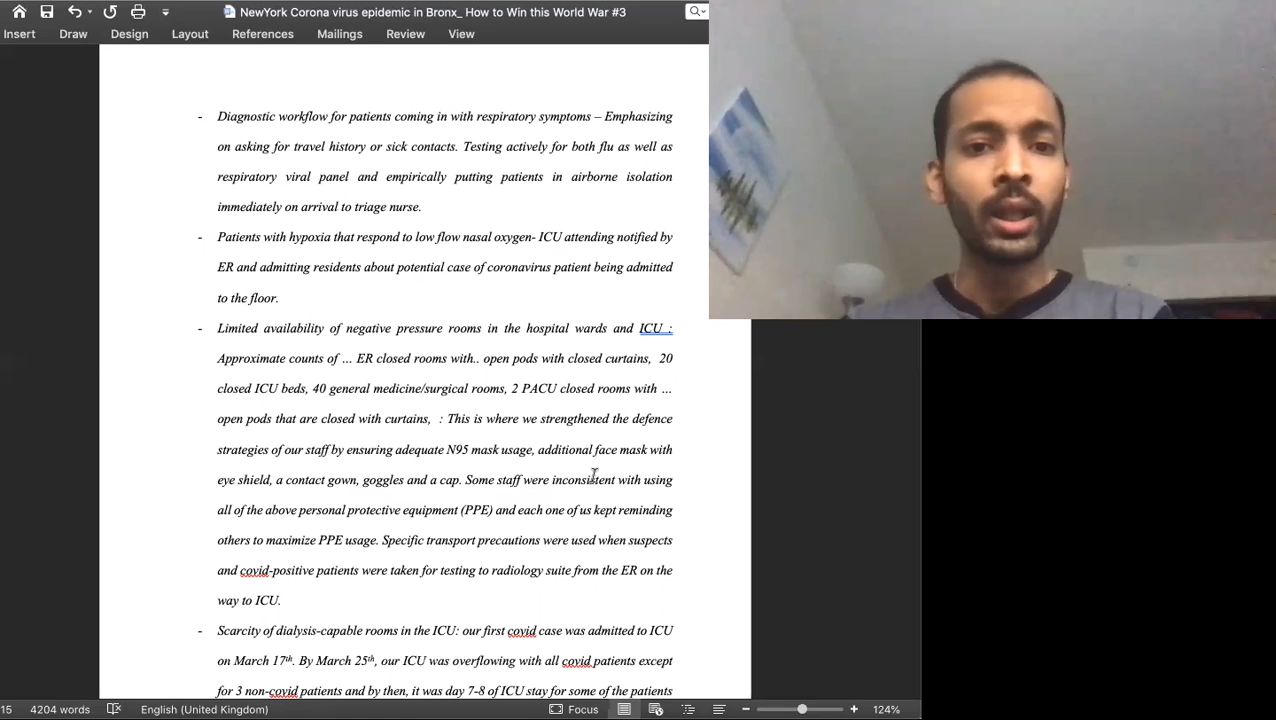 NewYork Corona virus epidemic in Bronx_ How to Win this World War #3
Insert Draw Design Layout References Mailings Review View
- Diagnostic workflow for patients coming in with respiratory symptoms – Emphasizing
on asking for travel history or sick contacts. Testing actively for both flu as well as
respiratory viral panel and empirically putting patients in airborne isolation
immediately on arrival to triage nurse.
- Patients with hypoxia that respond to low flow nasal oxygen- ICU attending notified by
ER and admitting residents about potential case of coronavirus patient being admitted
to the floor.
- Limited availability of negative pressure rooms in the hospital wards and ICU :
Approximate counts of ... ER closed rooms with.. open pods with closed curtains, 20
closed ICU beds, 40 general medicine/surgical rooms, 2 PACU closed rooms with ...
open pods that are closed with curtains, : This is where we strengthened the defence
strategies of our staff by ensuring adequate N95 mask usage, additional face mask with
eye shield, a contact gown, goggles and a cap. Some staff were inconsistent with using
all of the above personal protective equipment (PPE) and each one of us kept reminding
others to maximize PPE usage. Specific transport precautions were used when suspects
and covid-positive patients were taken for testing to radiology suite from the ER on the
way to ICU.
- Scarcity of dialysis-capable rooms in the ICU: our first covid case was admitted to ICU
on March 17th. By March 25th, our ICU was overflowing with all covid patients except
for 3 non-covid patients and by then, it was day 7-8 of ICU stay for some of the patients
15 4204 words English (United Kingdom) Focus 124%